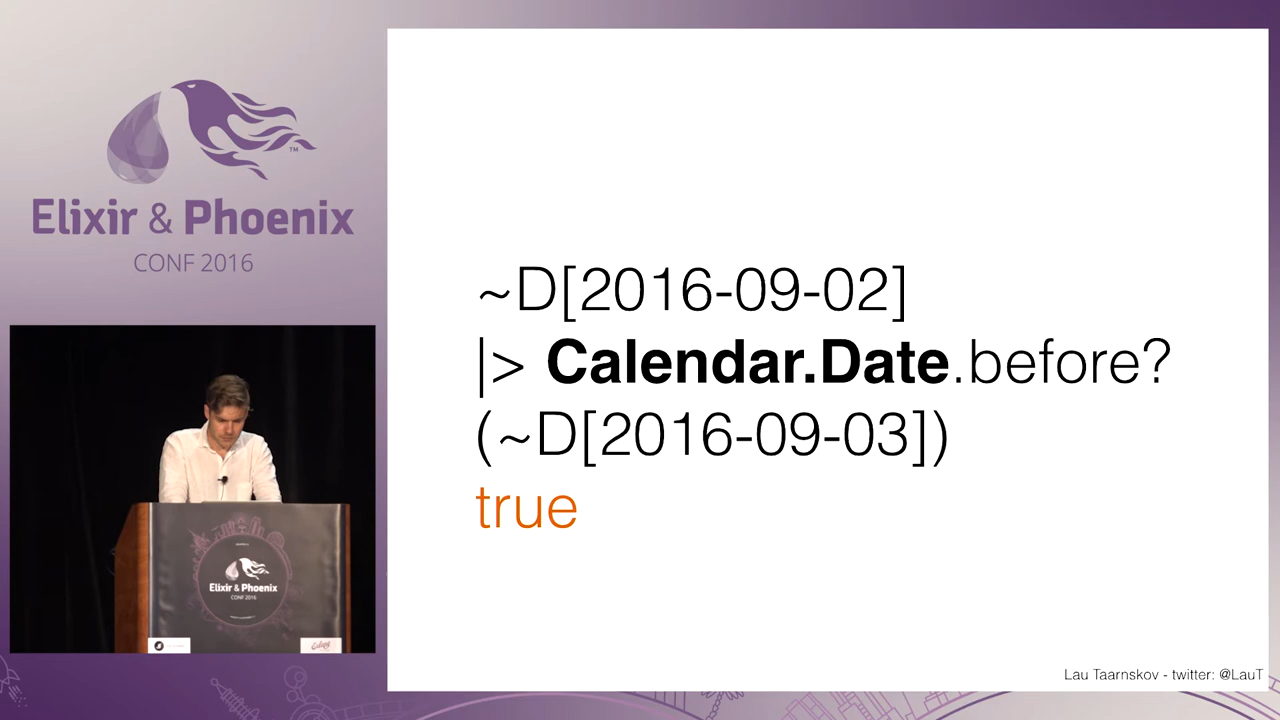 TM
Elixir & Phoenix
CONF 2016
~D[2016-09-02]
|> Calendar.Date.before?
(~D[2016-09-03])
true
Elixir & Phoenix
CONF 2016
Lau Taarnskov - twitter: @LauT